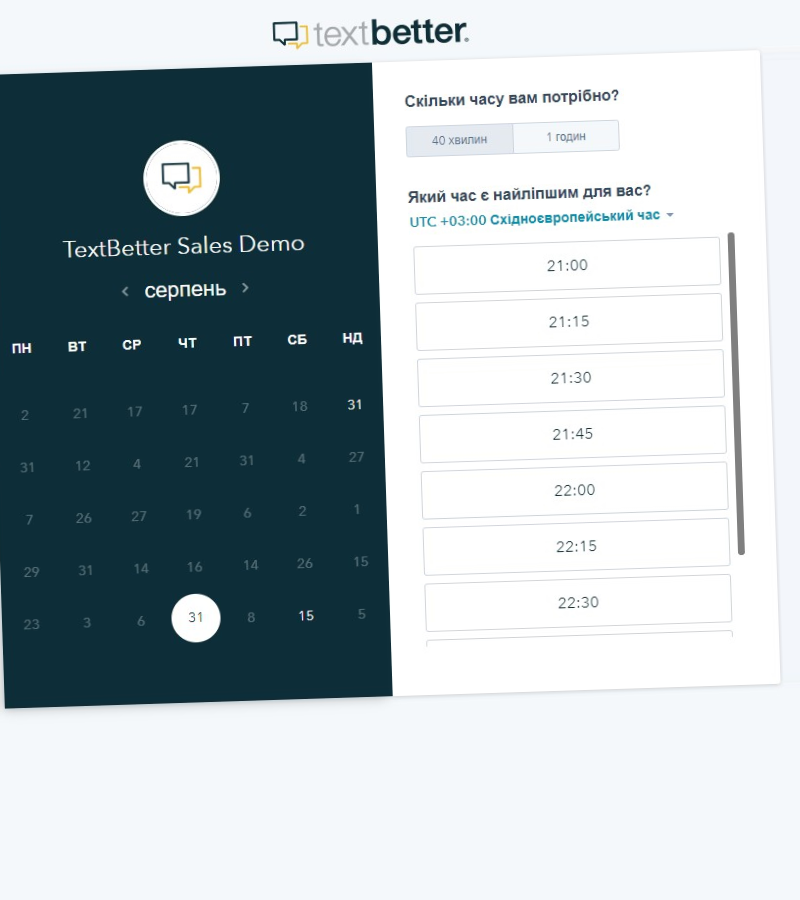 textbetter.
TextBetter Sales Demo
серпень
ПН ВТ СР ЧТ ПТ СБ НД
2 21 17 17 7 18 31
31 12 4 21 31 4 27
7 26 27 19 6 2 1
29 31 14 16 14 26 15
23 3 6 31 8 15 5
Скільки часу вам потрібно?
40 хвилин 1 годин
Який час є найліпшим для вас?
UTC +03:00 Східноєвропейський час
21:00
21:15
21:30
21:45
22:00
22:15
22:30